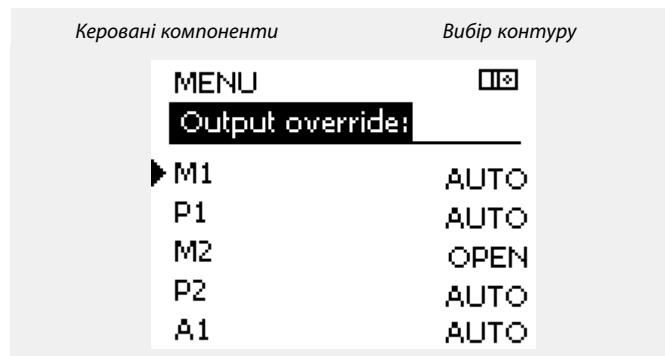 Керовані компоненти Вибір контуру
MENU
Output override:
M1 AUTO
P1 AUTO
M2 OPEN
P2 AUTO
A1 AUTO